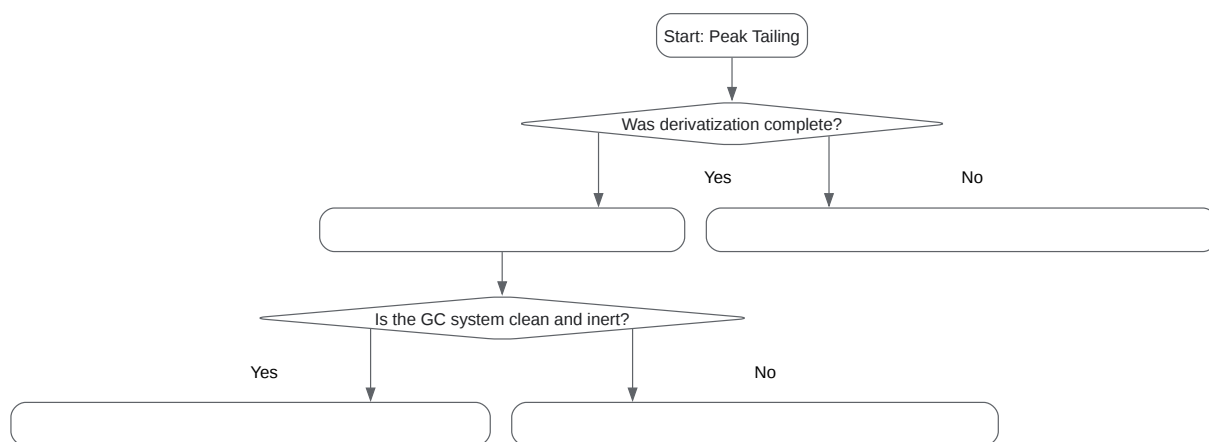 Start: Peak Tailing
Was derivatization complete?
Yes
No
Is the GC system clean and inert?
Yes
No